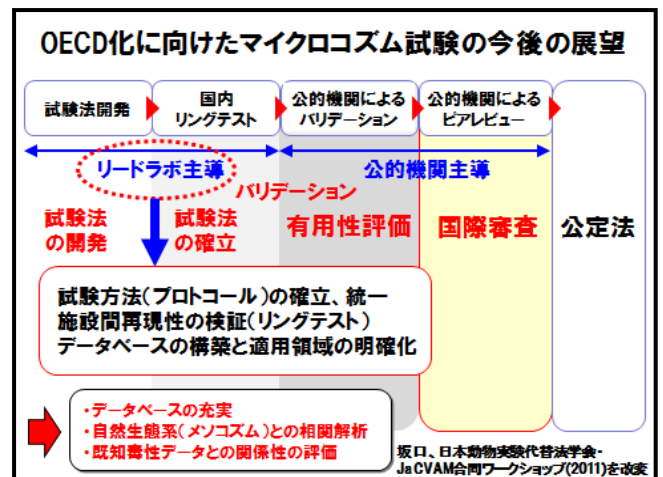 OECD化に向けたマイクロコズム試験の今後の展望
試験法開発
国内
リングテスト
公的機関による
バリデーション
公的機関による
ピアレビュー
リードラボ主導
公的機関主導
バリデーション
試験法
の開発
試験法
の確立
有用性評価
国際審査
公定法
試験方法(プロトコール)の確立、統一
施設間再現性の検証(リングテスト)
データベースの構築と適用領域の明確化
・データベースの充実
・自然生態系(メソコズム)との相関解析
・既知毒性データとの関係性の評価
坂口、日本動物実験代替法学会-
JaCVAM合同ワークショップ(2011)を改変